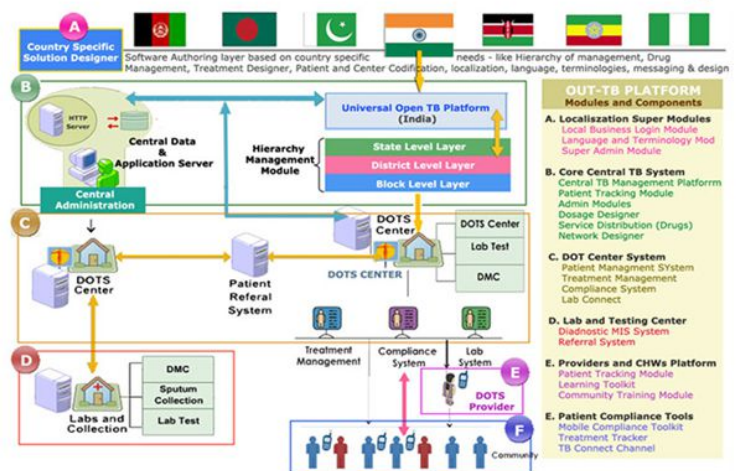 A
Country Specific
Solution Designer
Software Authoring layer based on country specific needs - like Hierarchy of management, Drug
Management, Treatment Designer, Patient and Center Codification, localization, language, terminologies, messaging & design
B
HTTP
Server
Central Data
& Application Server
Central
Administration
Universal Open TB Platform
(India)
Hierarchy
Management
Module
State Level Layer
District Level Layer
Block Level Layer
C
DOTS
Center
Patient
Referal
System
DOTS
Center
DOTS CENTER
DOTS Center
Lab Test
DMC
Treatment
Management
Compliance
System
Lab
System
D
Labs and
Collection
DMC
Sputum
Collection
Lab Test
E
DOTS
Provider
F
Community
OUT-TB PLATFORM
Modules and Components
A. Localiszation Super Modules
Local Business Login Module
Language and Terminology Mod
Super Admin Module
B. Core Central TB System
Central TB Management Platforrm
Patient Tracking Module
Admin Modules
Dosage Designer
Service Distribution (Drugs)
Network Designer
C. DOT Center System
Patient Managment SYstem
Treatment Management
Compliance System
Lab Connect
D. Lab and Testing Center
Diadnostic MIS System
Referral System
E. Providers and CHWs Platform
Patient Tracking Module
Learning Toolkit
Community Training Module
E. Patient Compliance Tools
Mobile Compliance Toolkit
Treatment Tracker
TB Connect Channel